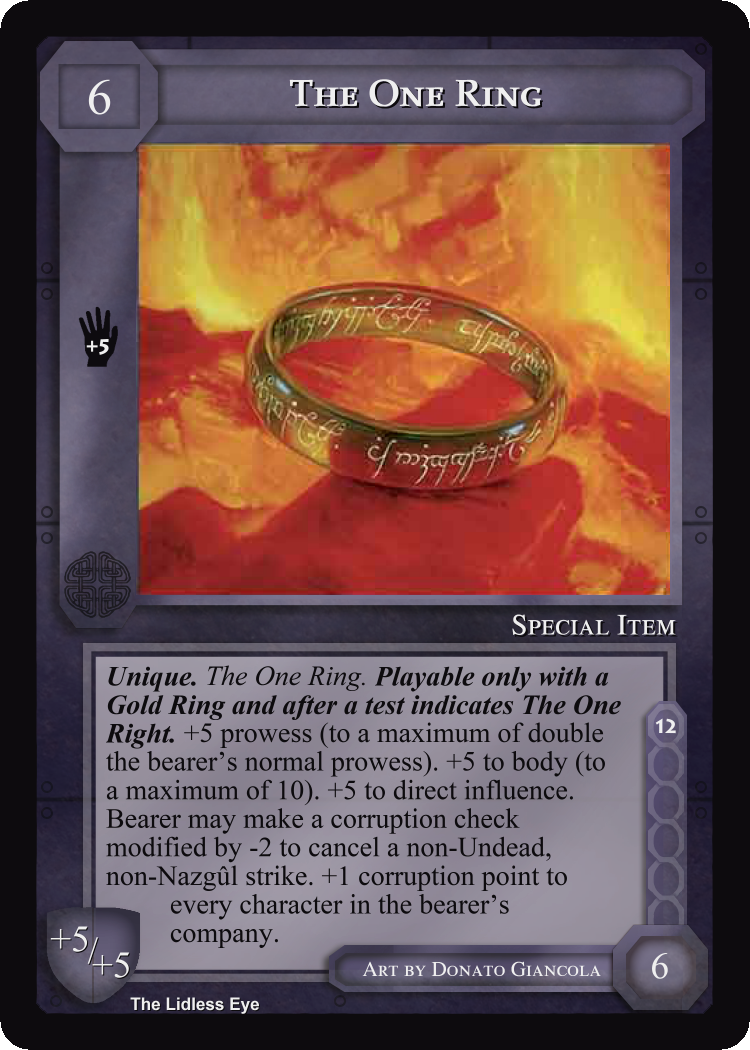 6
THE ONE RING
+5
SPECIAL ITEM
Unique. The One Ring. Playable only with a
Gold Ring and after a test indicates The One
Right. +5 prowess (to a maximum of double
the bearer's normal prowess). +5 to body (to
a maximum of 10). +5 to direct influence.
Bearer may make a corruption check
modified by -2 to cancel a non-Undead,
non-Nazgûl strike. +1 corruption point to
every character in the bearer's
company.
12
+5/+5
ART BY DONATO GIANCOLA
6
The Lidless Eye